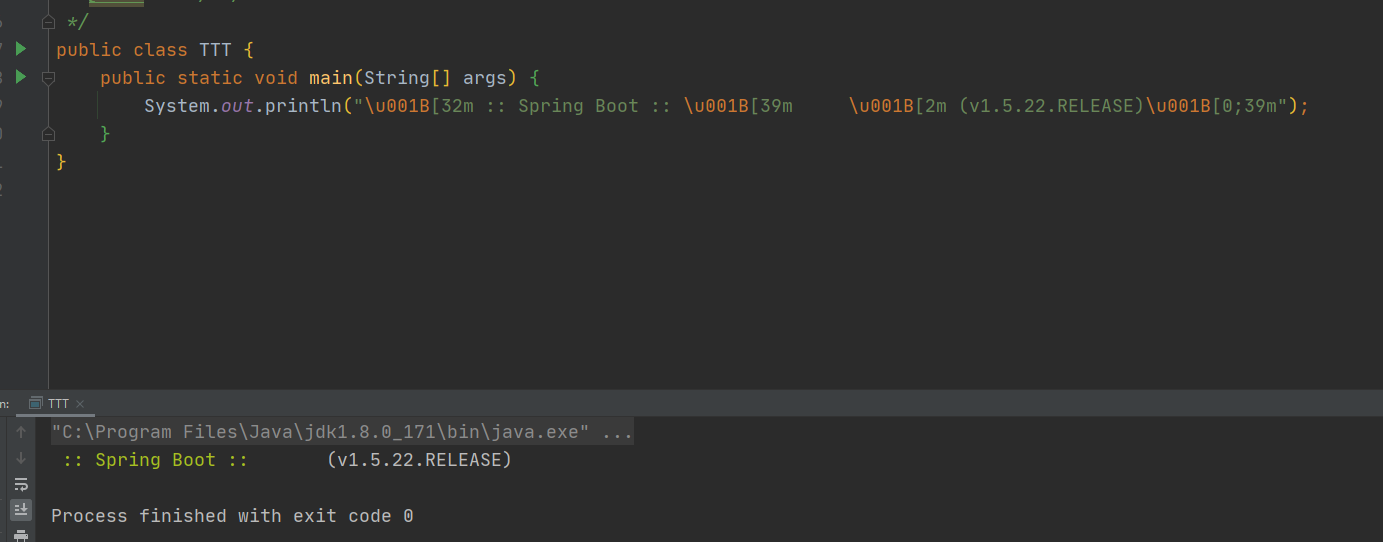 */
public class TTT {
    public static void main(String[] args) {
        System.out.println("\u001B[32m :: Spring Boot :: \u001B[39m     \u001B[2m (v1.5.22.RELEASE)\u001B[0;39m");
    }
}
n:  TTT ×
"C:\Program Files\Java\jdk1.8.0_171\bin\java.exe" ...
 :: Spring Boot ::       (v1.5.22.RELEASE)
Process finished with exit code 0